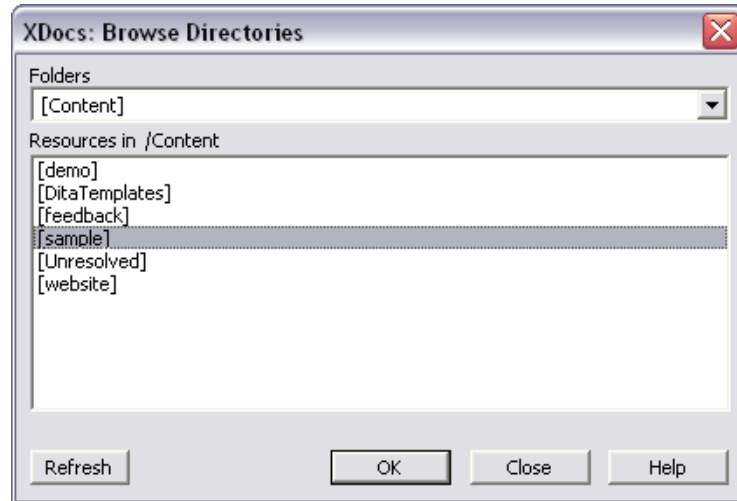 XDocs: Browse Directories
Folders
[Content]
Resources in /Content
[demo]
[DitaTemplates]
[feedback]
[sample]
[Unresolved]
[website]
Refresh OK Close Help